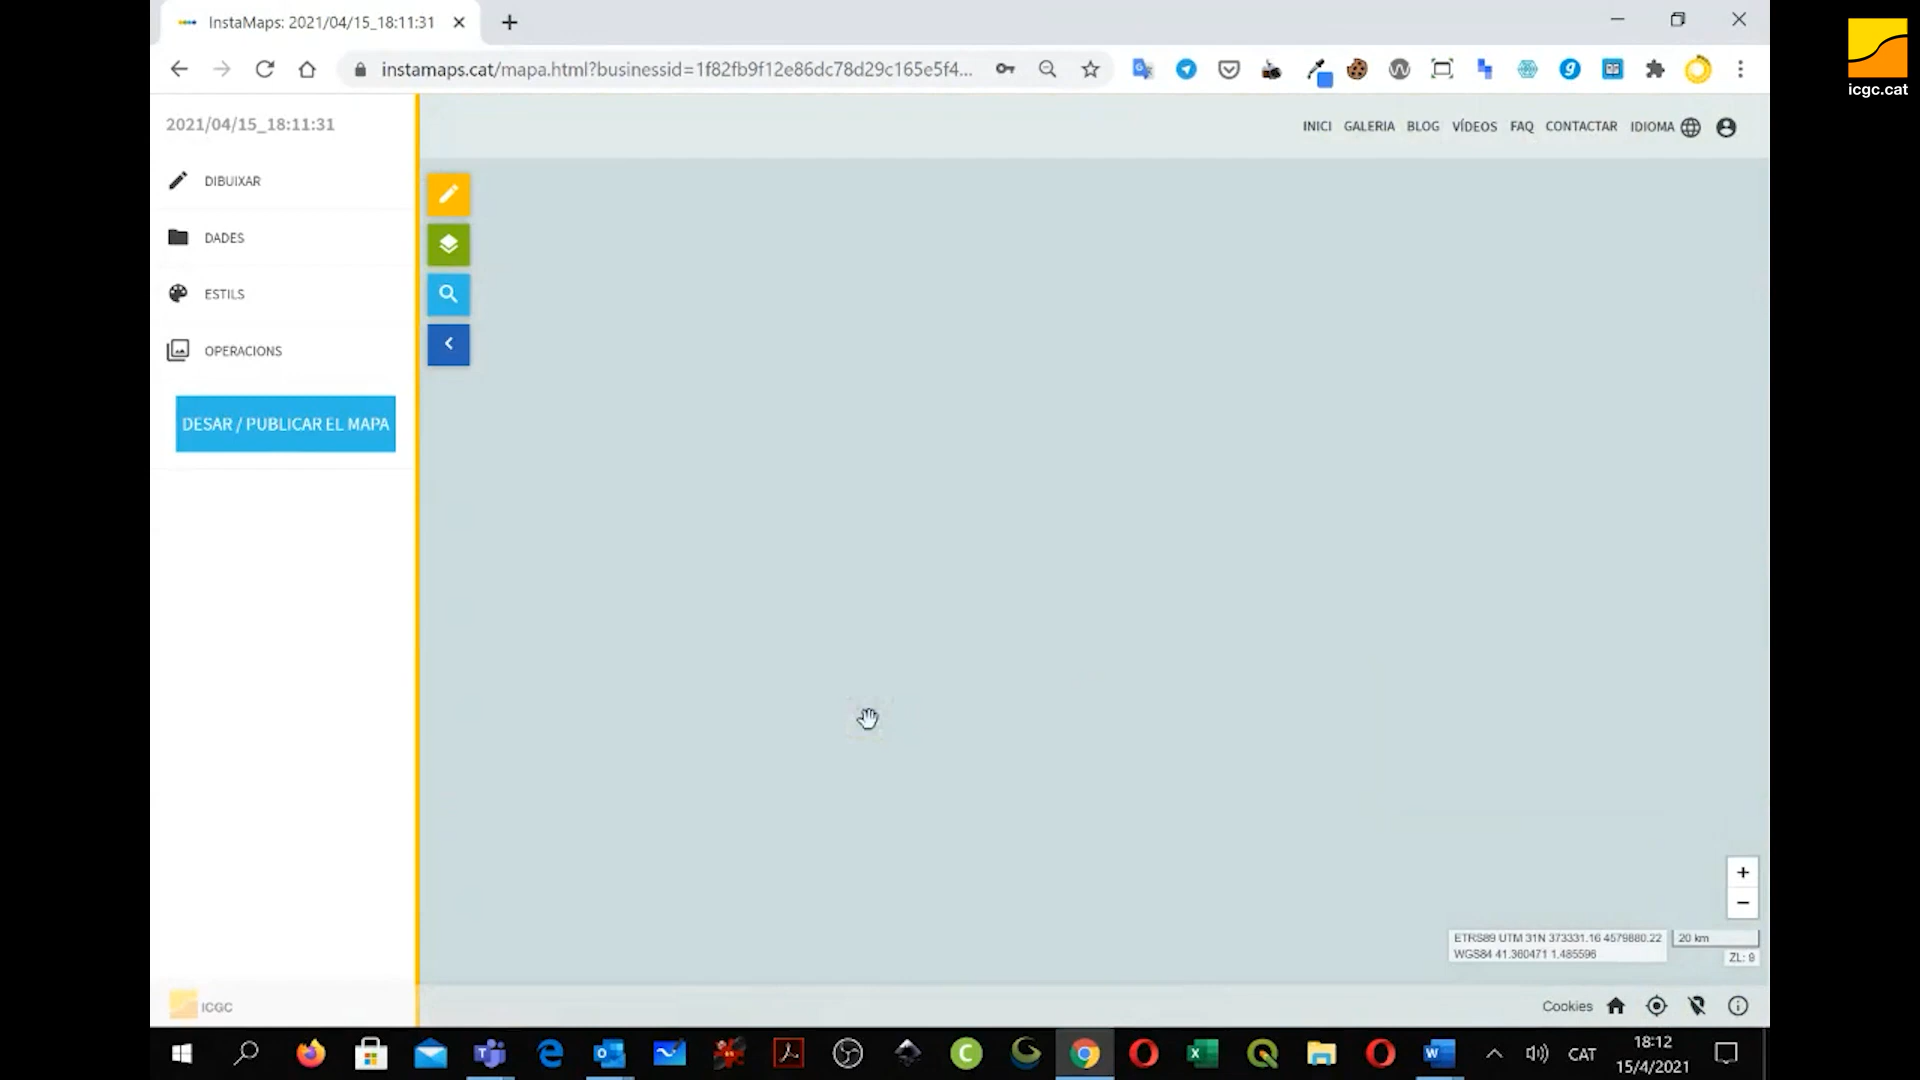 InstaMaps: 2021/04/15_18:11:31
instamaps.cat/mapa.html?businessid=1f82fb9f12e86dc78d29c165e5f4...
icgc.cat
2021/04/15_18:11:31
INICI GALERIA BLOG VÍDEOS FAQ CONTACTAR IDIOMA
DIBUIXAR
DADES
ESTILS
OPERACIONS
DESAR / PUBLICAR EL MAPA
+
−
ETRS89 UTM 31N 373331.16 4579880.22
WGS84 41.360471 1.485596
20 km
ZL: 9
ICGC
Cookies
CAT
18:12
15/4/2021